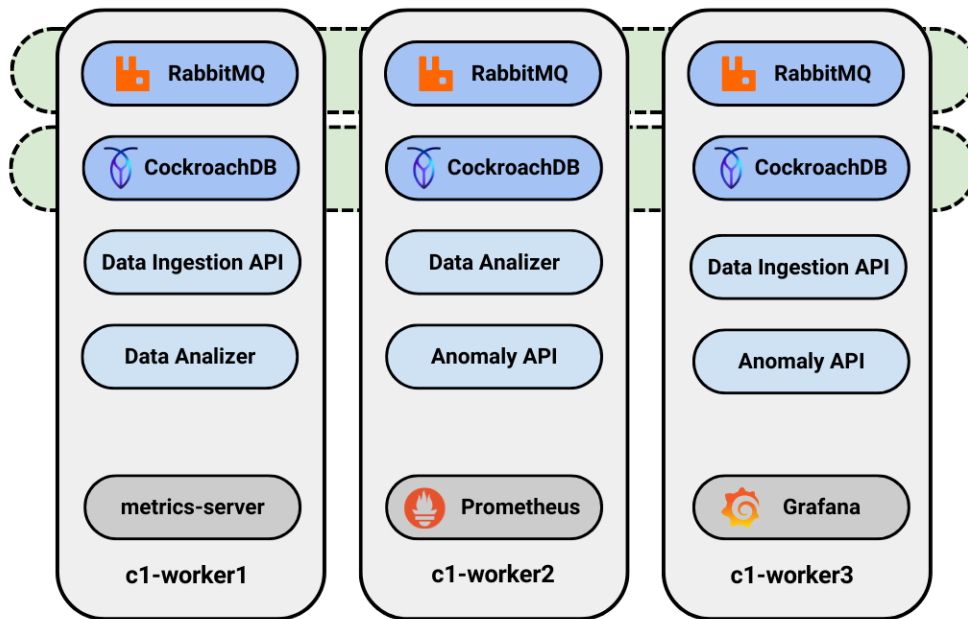 RabbitMQ
CockroachDB
Data Ingestion API
Data Analizer
metrics-server
c1-worker1
RabbitMQ
CockroachDB
Data Analizer
Anomaly API
Prometheus
c1-worker2
RabbitMQ
CockroachDB
Data Ingestion API
Anomaly API
Grafana
c1-worker3